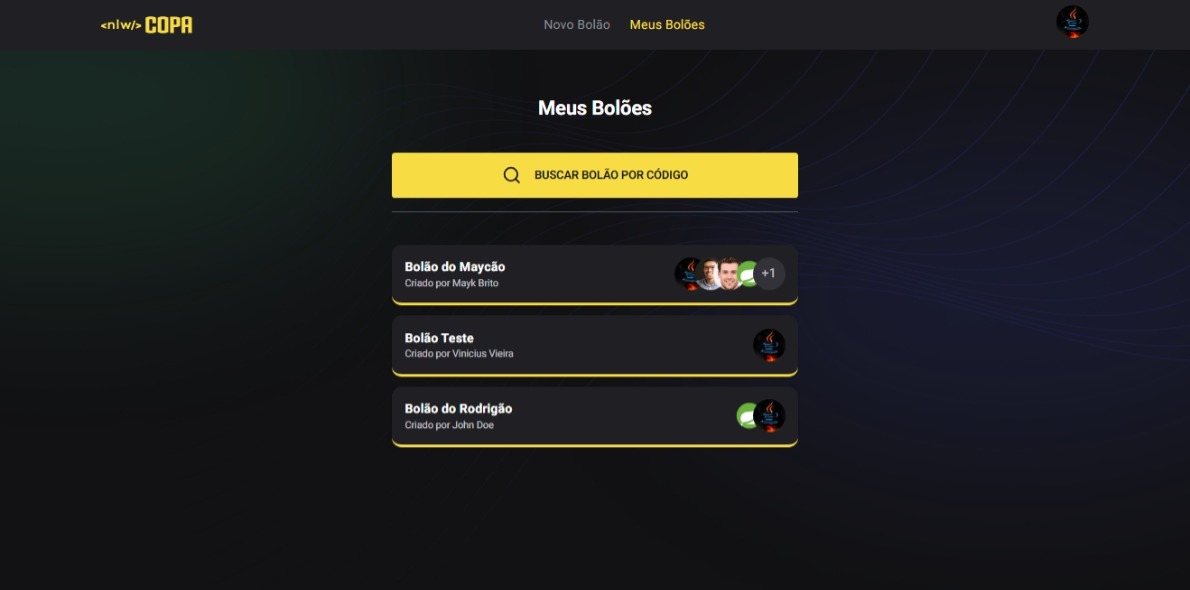 <nlw/> COPA
Novo Bolão Meus Bolões
Meus Bolões
BUSCAR BOLÃO POR CÓDIGO
Bolão do Maycão
Criado por Mayk Brito
+1
Bolão Teste
Criado por Vinicius Vieira
Bolão do Rodrigão
Criado por John Doe